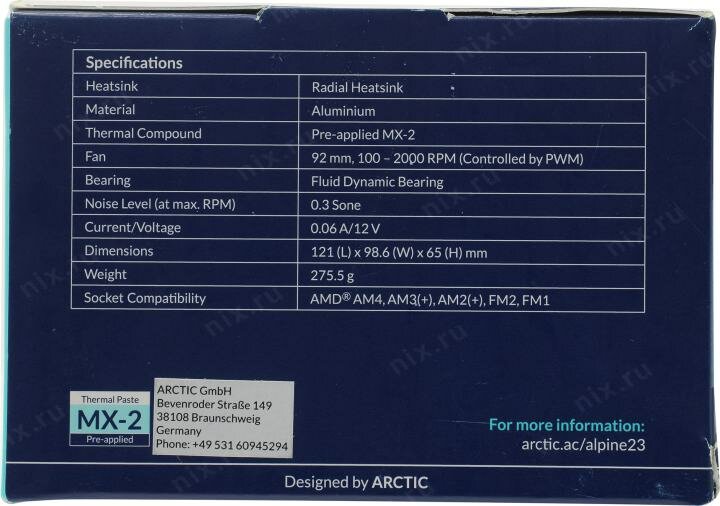 Specifications
Heatsink Radial Heatsink
Material Aluminium
Thermal Compound Pre-applied MX-2
Fan 92 mm, 100 – 2000 RPM (Controlled by PWM)
Bearing Fluid Dynamic Bearing
Noise Level (at max. RPM) 0.3 Sone
Current/Voltage 0.06 A/12 V
Dimensions 121 (L) x 98.6 (W) x 65 (H) mm
Weight 275.5 g
Socket Compatibility AMD® AM4, AM3(+), AM2(+), FM2, FM1
Thermal Paste
MX-2
Pre-applied
ARCTIC GmbH
Bevenroder Straße 149
38108 Braunschweig
Germany
Phone: +49 531 60945294
For more information:
arctic.ac/alpine23
Designed by ARCTIC
nix.ru